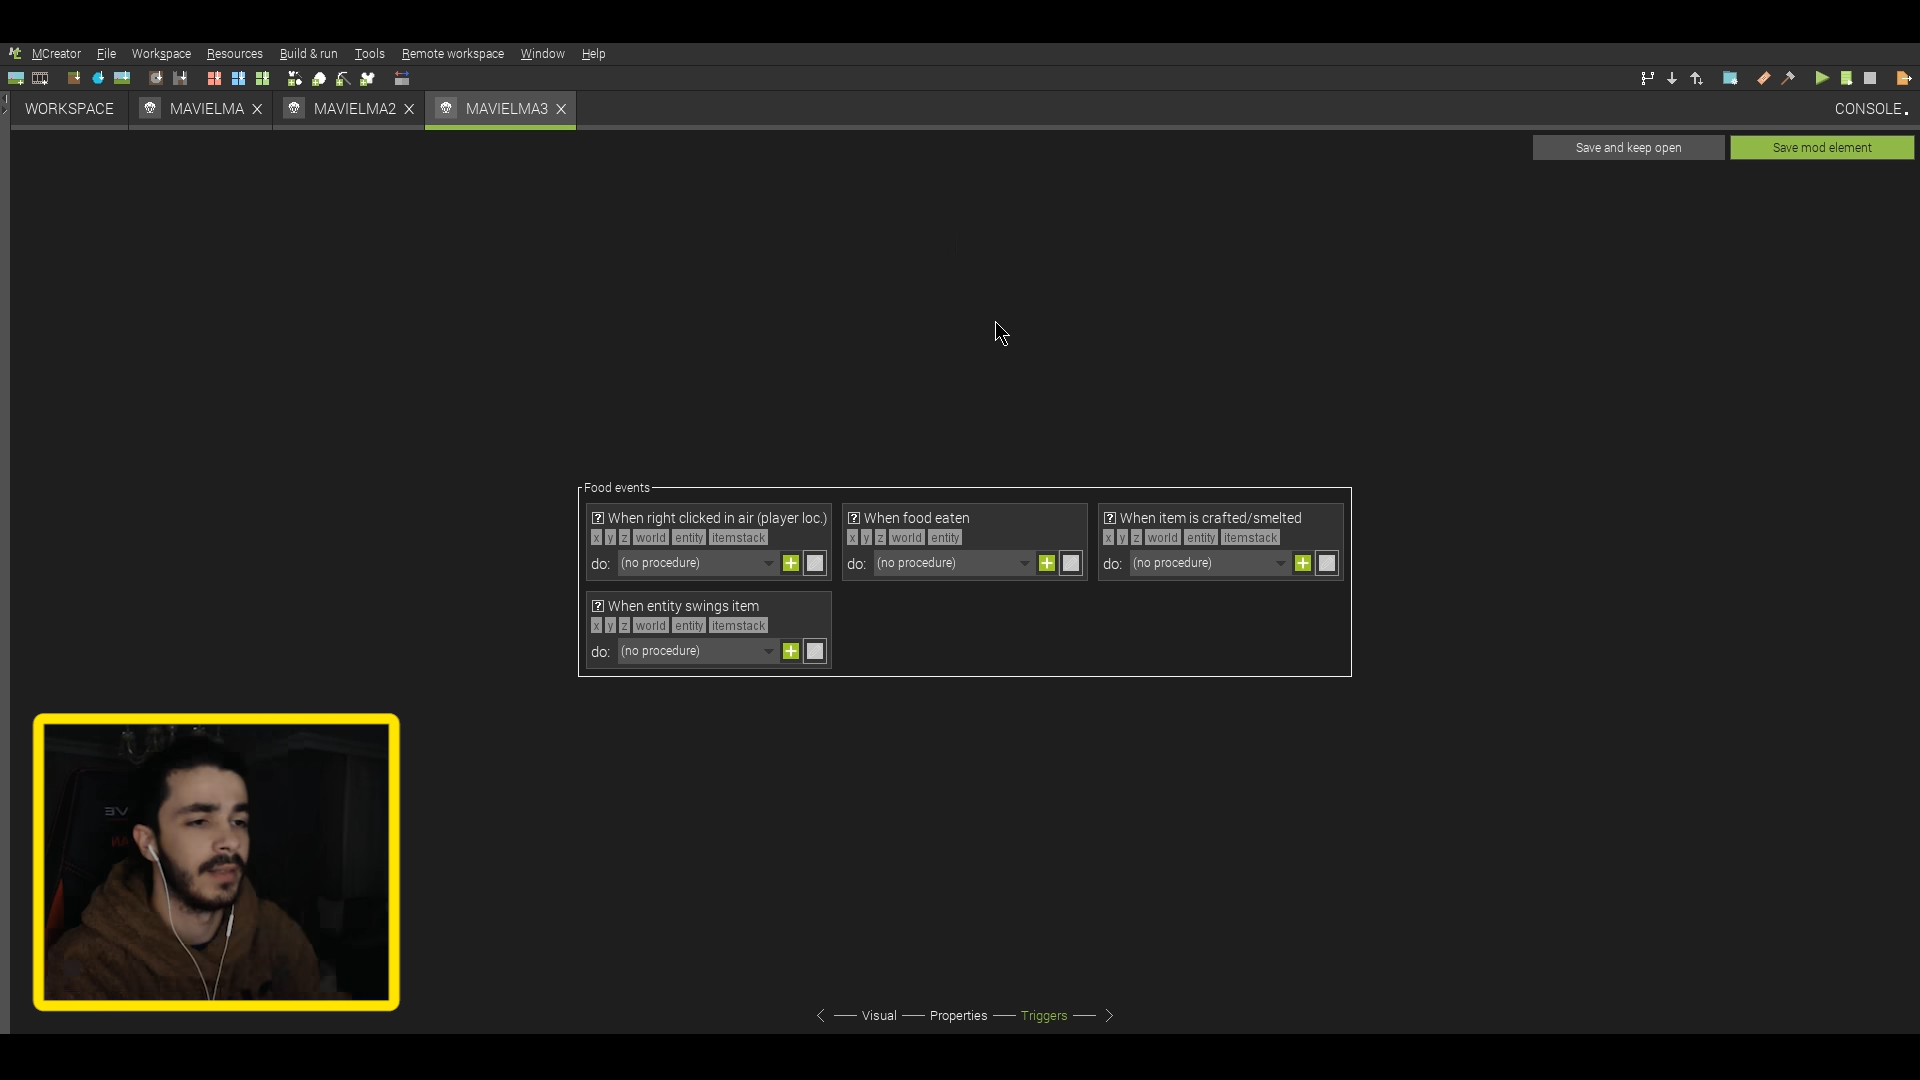 MCreator File Workspace Resources Build & run Tools Remote workspace Window Help
WORKSPACE MAVIELMA MAVIELMA2 MAVIELMA3 CONSOLE
Save and keep open Save mod element
Food events
? When right clicked in air (player loc.) ? When food eaten ? When item is crafted/smelted
x y z world entity itemstack x y z world entity x y z world entity itemstack
do: (no procedure) do: (no procedure) do: (no procedure)
? When entity swings item
x y z world entity itemstack
do: (no procedure)
Visual Properties Triggers